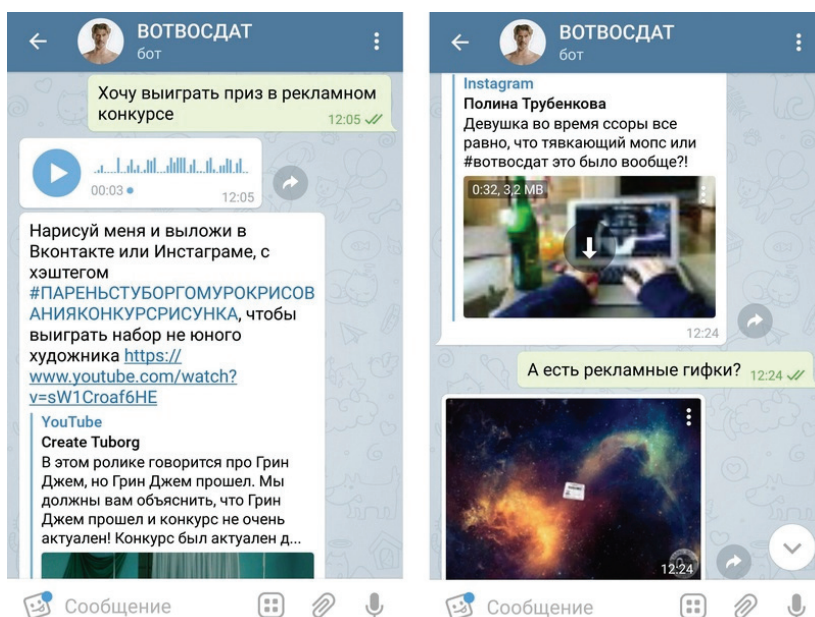 ВОТВОСДАТ
бот
Хочу выиграть приз в рекламном
конкурсе
12:05
00:03
12:05
Нарисуй меня и выложи в
Вконтакте или Инстаграме, с
хэштегом
#ПАРЕНЬСТУБОРГОМУРОКРИСОВ
АНИЯКОНКУРСРИСУНКА, чтобы
выиграть набор не юного
художника https://
www.youtube.com/watch?
v=sW1Croaf6HE
YouTube
Create Tuborg
В этом ролике говорится про Грин
Джем, но Грин Джем прошел. Мы
должны вам объяснить, что Грин
Джем прошел и конкурс не очень
актуален! Конкурс был актуален д...
Сообщение
ВОТВОСДАТ
бот
Instagram
Полина Трубенкова
Девушка во время ссоры все
равно, что тявкающий мопс или
#вотвосдат это было вообще?!
0:32, 3,2 MB
12:24
А есть рекламные гифки?
12:24
12:24
Сообщение